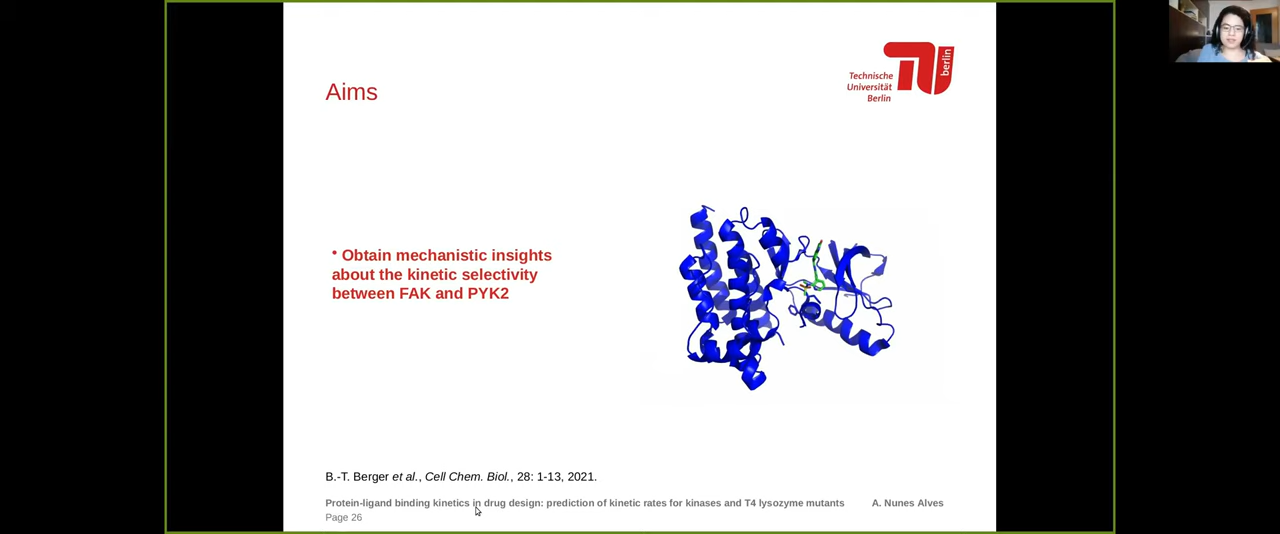 Aims
Technische
Universität
Berlin
berlin
• Obtain mechanistic insights
about the kinetic selectivity
between FAK and PYK2
B.-T. Berger et al., Cell Chem. Biol., 28: 1-13, 2021.
Protein-ligand binding kinetics in drug design: prediction of kinetic rates for kinases and T4 lysozyme mutants A. Nunes Alves
Page 26